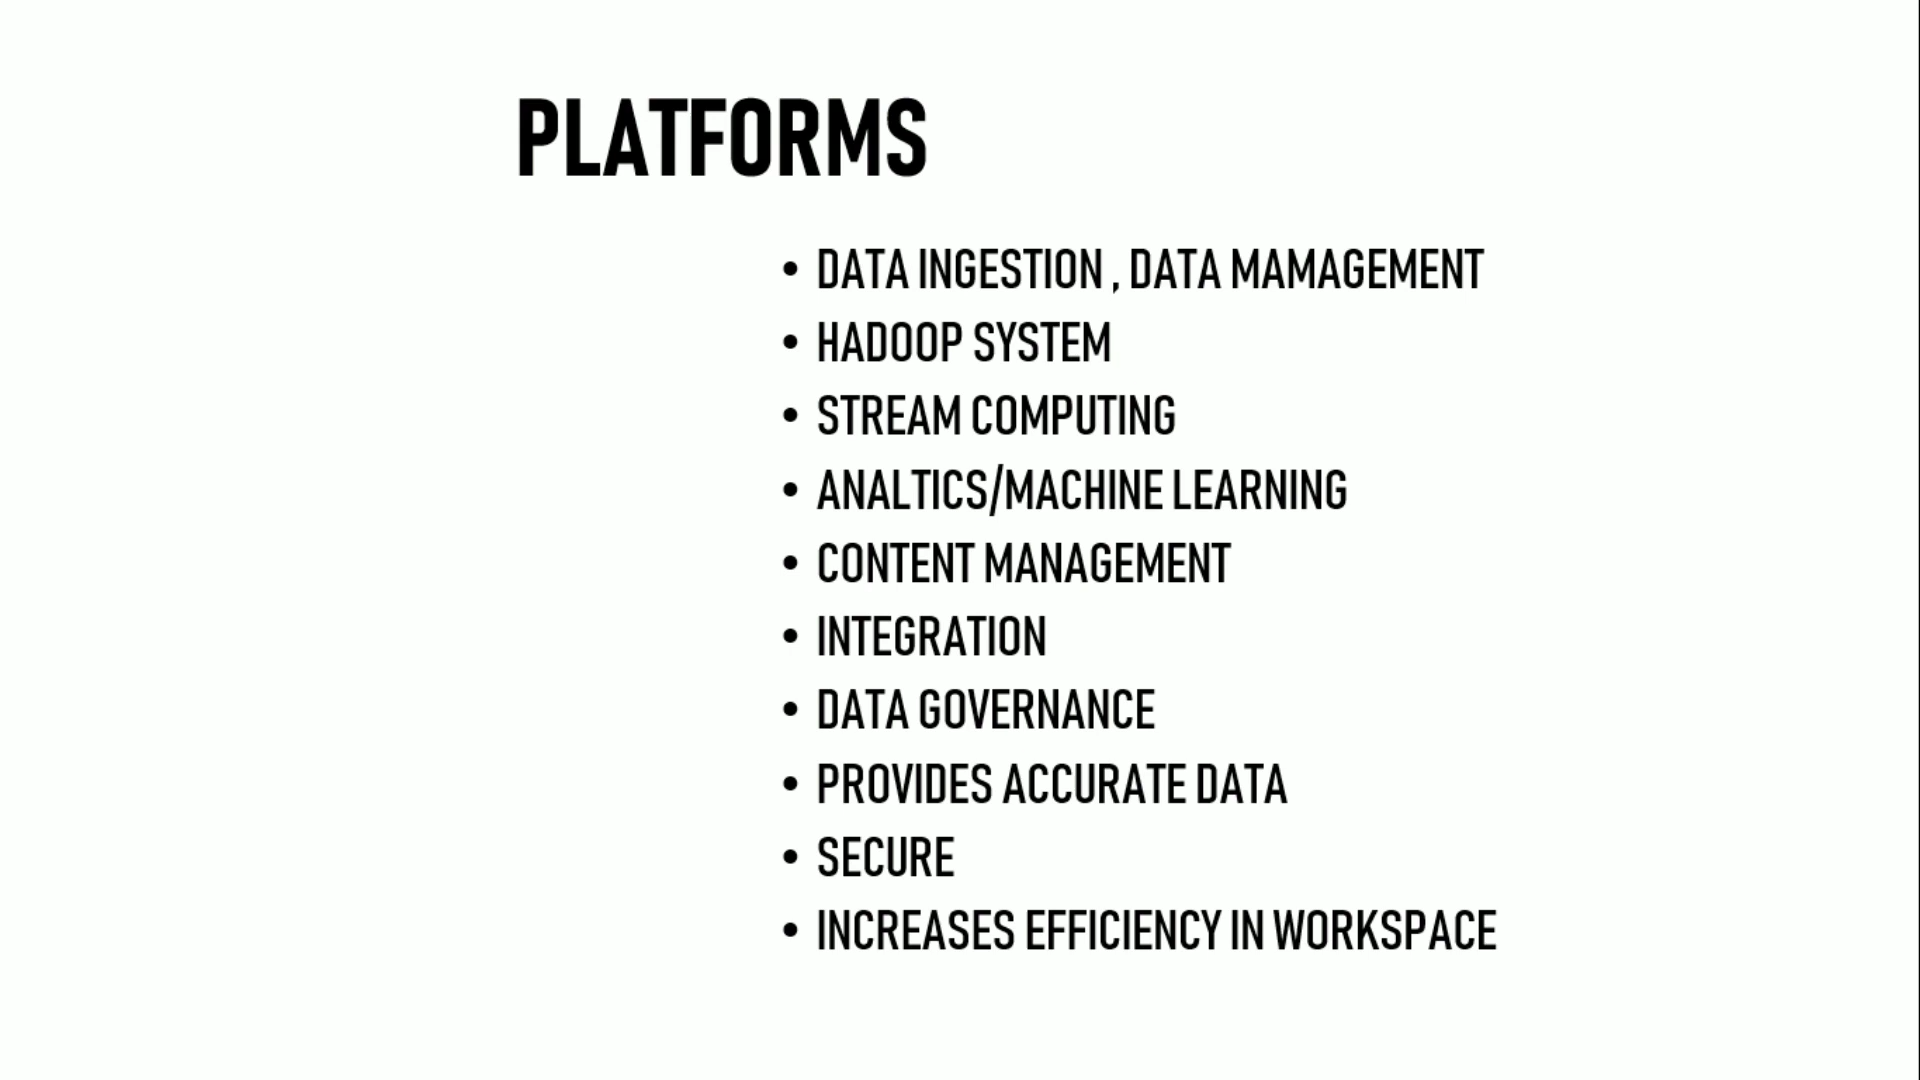 PLATFORMS
• DATA INGESTION , DATA MAMAGEMENT
• HADOOP SYSTEM
• STREAM COMPUTING
• ANALTICS/MACHINE LEARNING
• CONTENT MANAGEMENT
• INTEGRATION
• DATA GOVERNANCE
• PROVIDES ACCURATE DATA
• SECURE
• INCREASES EFFICIENCY IN WORKSPACE